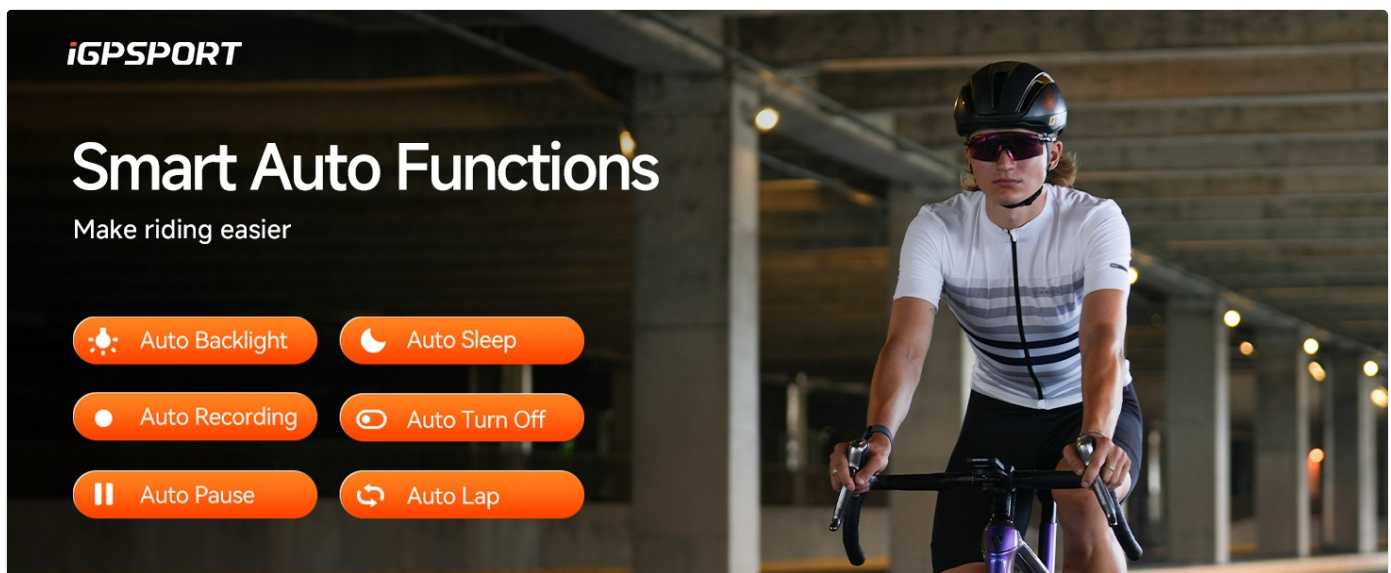 iGPSPORT
Smart Auto Functions
Make riding easier
Auto Backlight
Auto Sleep
Auto Recording
Auto Turn Off
Auto Pause
Auto Lap